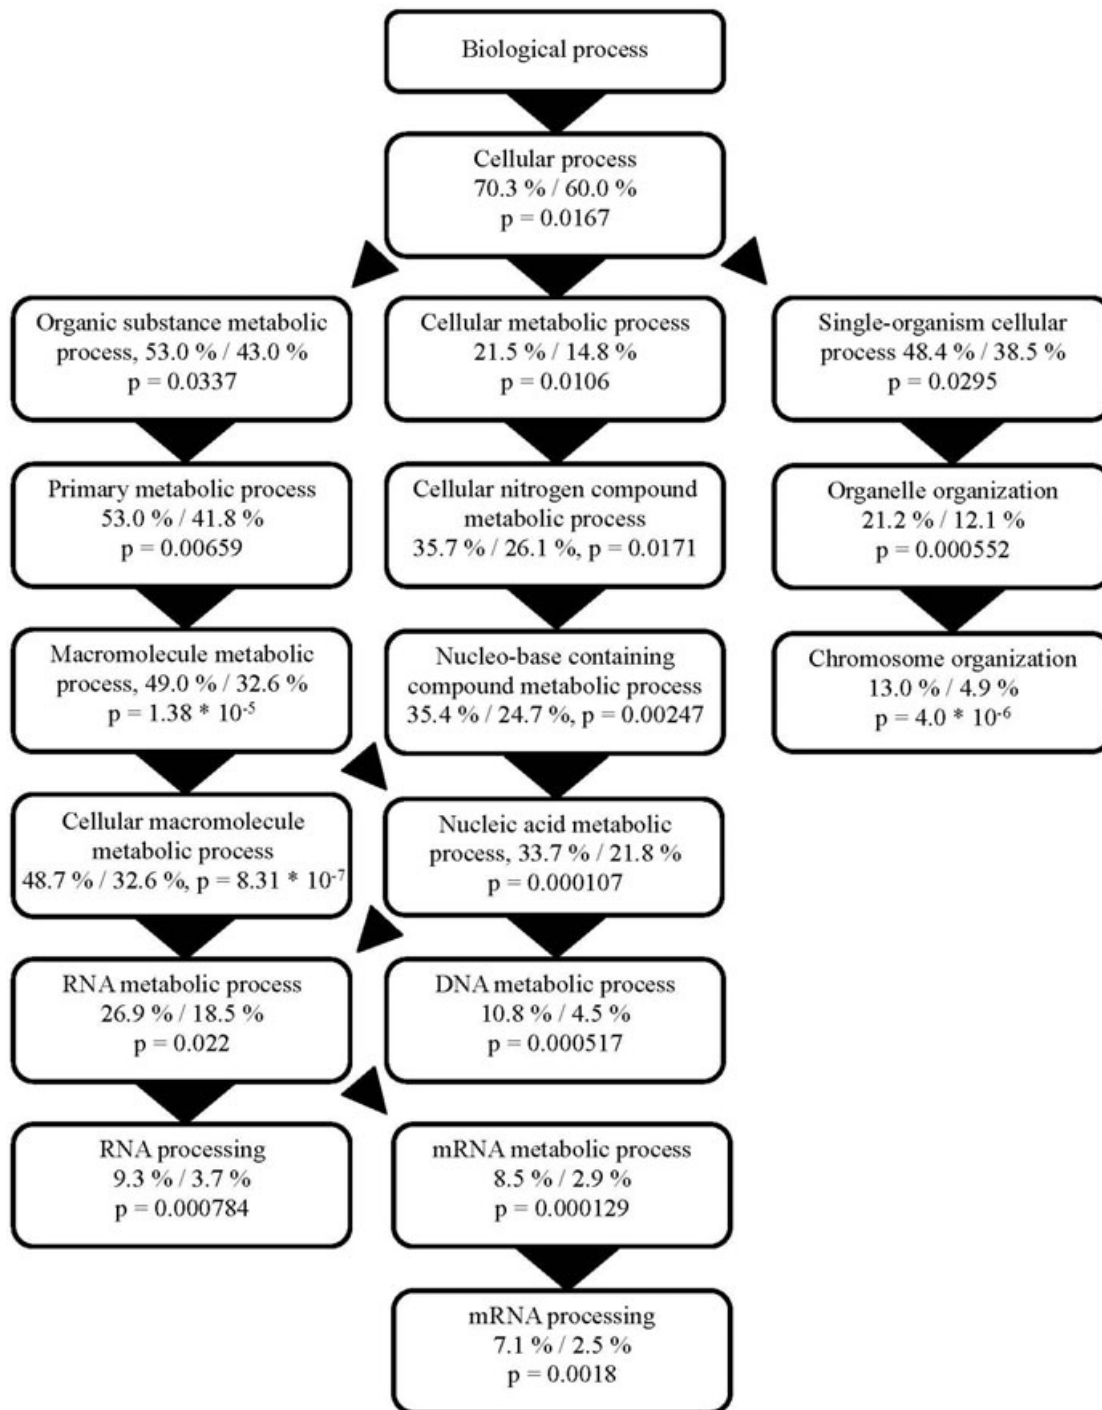 Biological process
Cellular process
70.3 % / 60.0 %
p = 0.0167
Organic substance metabolic
process, 53.0 % / 43.0 %
p = 0.0337
Cellular metabolic process
21.5 % / 14.8 %
p = 0.0106
Single-organism cellular
process 48.4 % / 38.5 %
p = 0.0295
Primary metabolic process
53.0 % / 41.8 %
p = 0.00659
Cellular nitrogen compound
metabolic process
35.7 % / 26.1 %, p = 0.0171
Organelle organization
21.2 % / 12.1 %
p = 0.000552
Macromolecule metabolic
process, 49.0 % / 32.6 %
p = 1.38 * 10⁻⁵
Nucleo-base containing
compound metabolic process
35.4 % / 24.7 %, p = 0.00247
Chromosome organization
13.0 % / 4.9 %
p = 4.0 * 10⁻⁶
Cellular macromolecule
metabolic process
48.7 % / 32.6 %, p = 8.31 * 10⁻⁷
Nucleic acid metabolic
process, 33.7 % / 21.8 %
p = 0.000107
RNA metabolic process
26.9 % / 18.5 %
p = 0.022
DNA metabolic process
10.8 % / 4.5 %
p = 0.000517
RNA processing
9.3 % / 3.7 %
p = 0.000784
mRNA metabolic process
8.5 % / 2.9 %
p = 0.000129
mRNA processing
7.1 % / 2.5 %
p = 0.0018